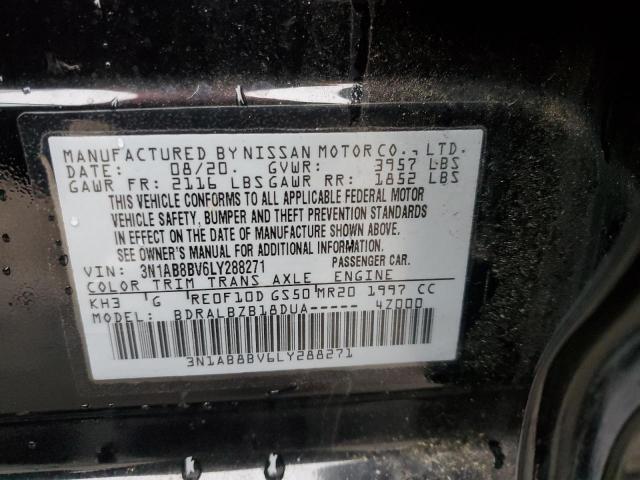 MANUFACTURED BY NISSAN MOTOR CO., LTD.
DATE: 08/20. GVWR: 3957 LBS
GAWR FR: 2116 LBS GAWR RR: 1852 LBS
THIS VEHICLE CONFORMS TO ALL APPLICABLE FEDERAL MOTOR
VEHICLE SAFETY, BUMPER AND THEFT PREVENTION STANDARDS
IN EFFECT ON THE DATE OF MANUFACTURE SHOWN ABOVE.
SEE OWNER'S MANUAL FOR ADDITIONAL INFORMATION.
VIN: 3N1AB8BV6LY288271 PASSENGER CAR.
COLOR TRIM TRANS AXLE ENGINE
KH3 G RE0F10D GS50 MR20 1997 CC
MODEL: BDRALBZB18DUA----- 4Z000
3N1AB8BV6LY288271